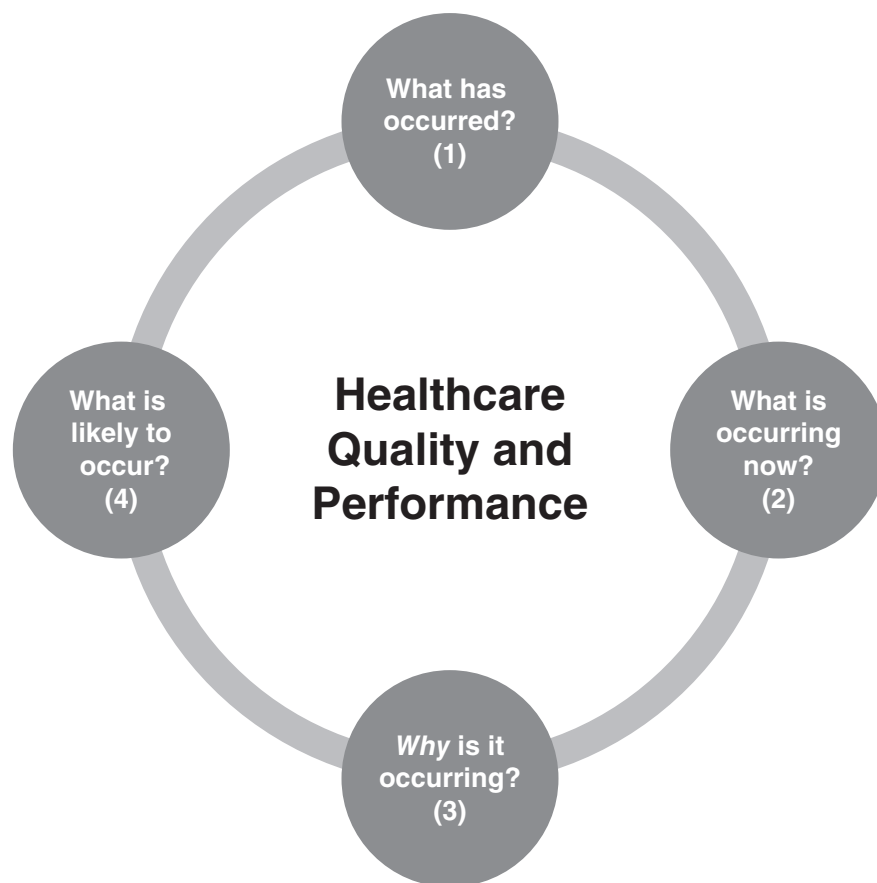 What has
occurred?
(1)
What is
likely to
occur?
(4)
Healthcare
Quality and
Performance
What is
occurring
now?
(2)
Why is it
occurring?
(3)